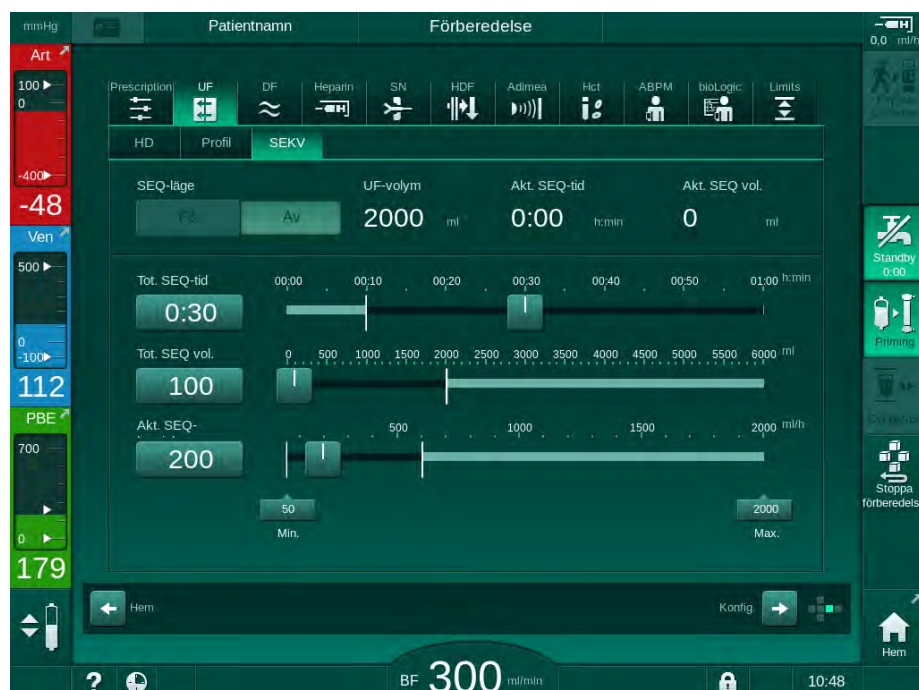 mmHg Patientnamn Förberedelse
0,0 ml/h
Art
100
0
-400
-48
Ven
500
0
-100
112
PBE
700
0
179
Prescription UF DF Heparin SN HDF Adimea Hct ABPM bioLogic Limits
HD Profil SEKV
SEQ-läge UF-volym Akt. SEQ-tid Akt. SEQ vol.
På Av 2000 ml 0:00 h:min 0 ml
Tot. SEQ-tid 00:00 00:10 00:20 00:30 00:40 00:50 01:00 h:min
0:30
Tot. SEQ vol. 0 500 1000 1500 2000 2500 3000 3500 4000 4500 5000 5500 6000 ml
100
Akt. SEQ- 500 1000 1500 2000 ml/h
200
50 2000
Min. Max.
Hem Konfig.
Standby
0:00
Priming
Stoppa
förberedels
Hem
? BF 300 ml/min 10:48